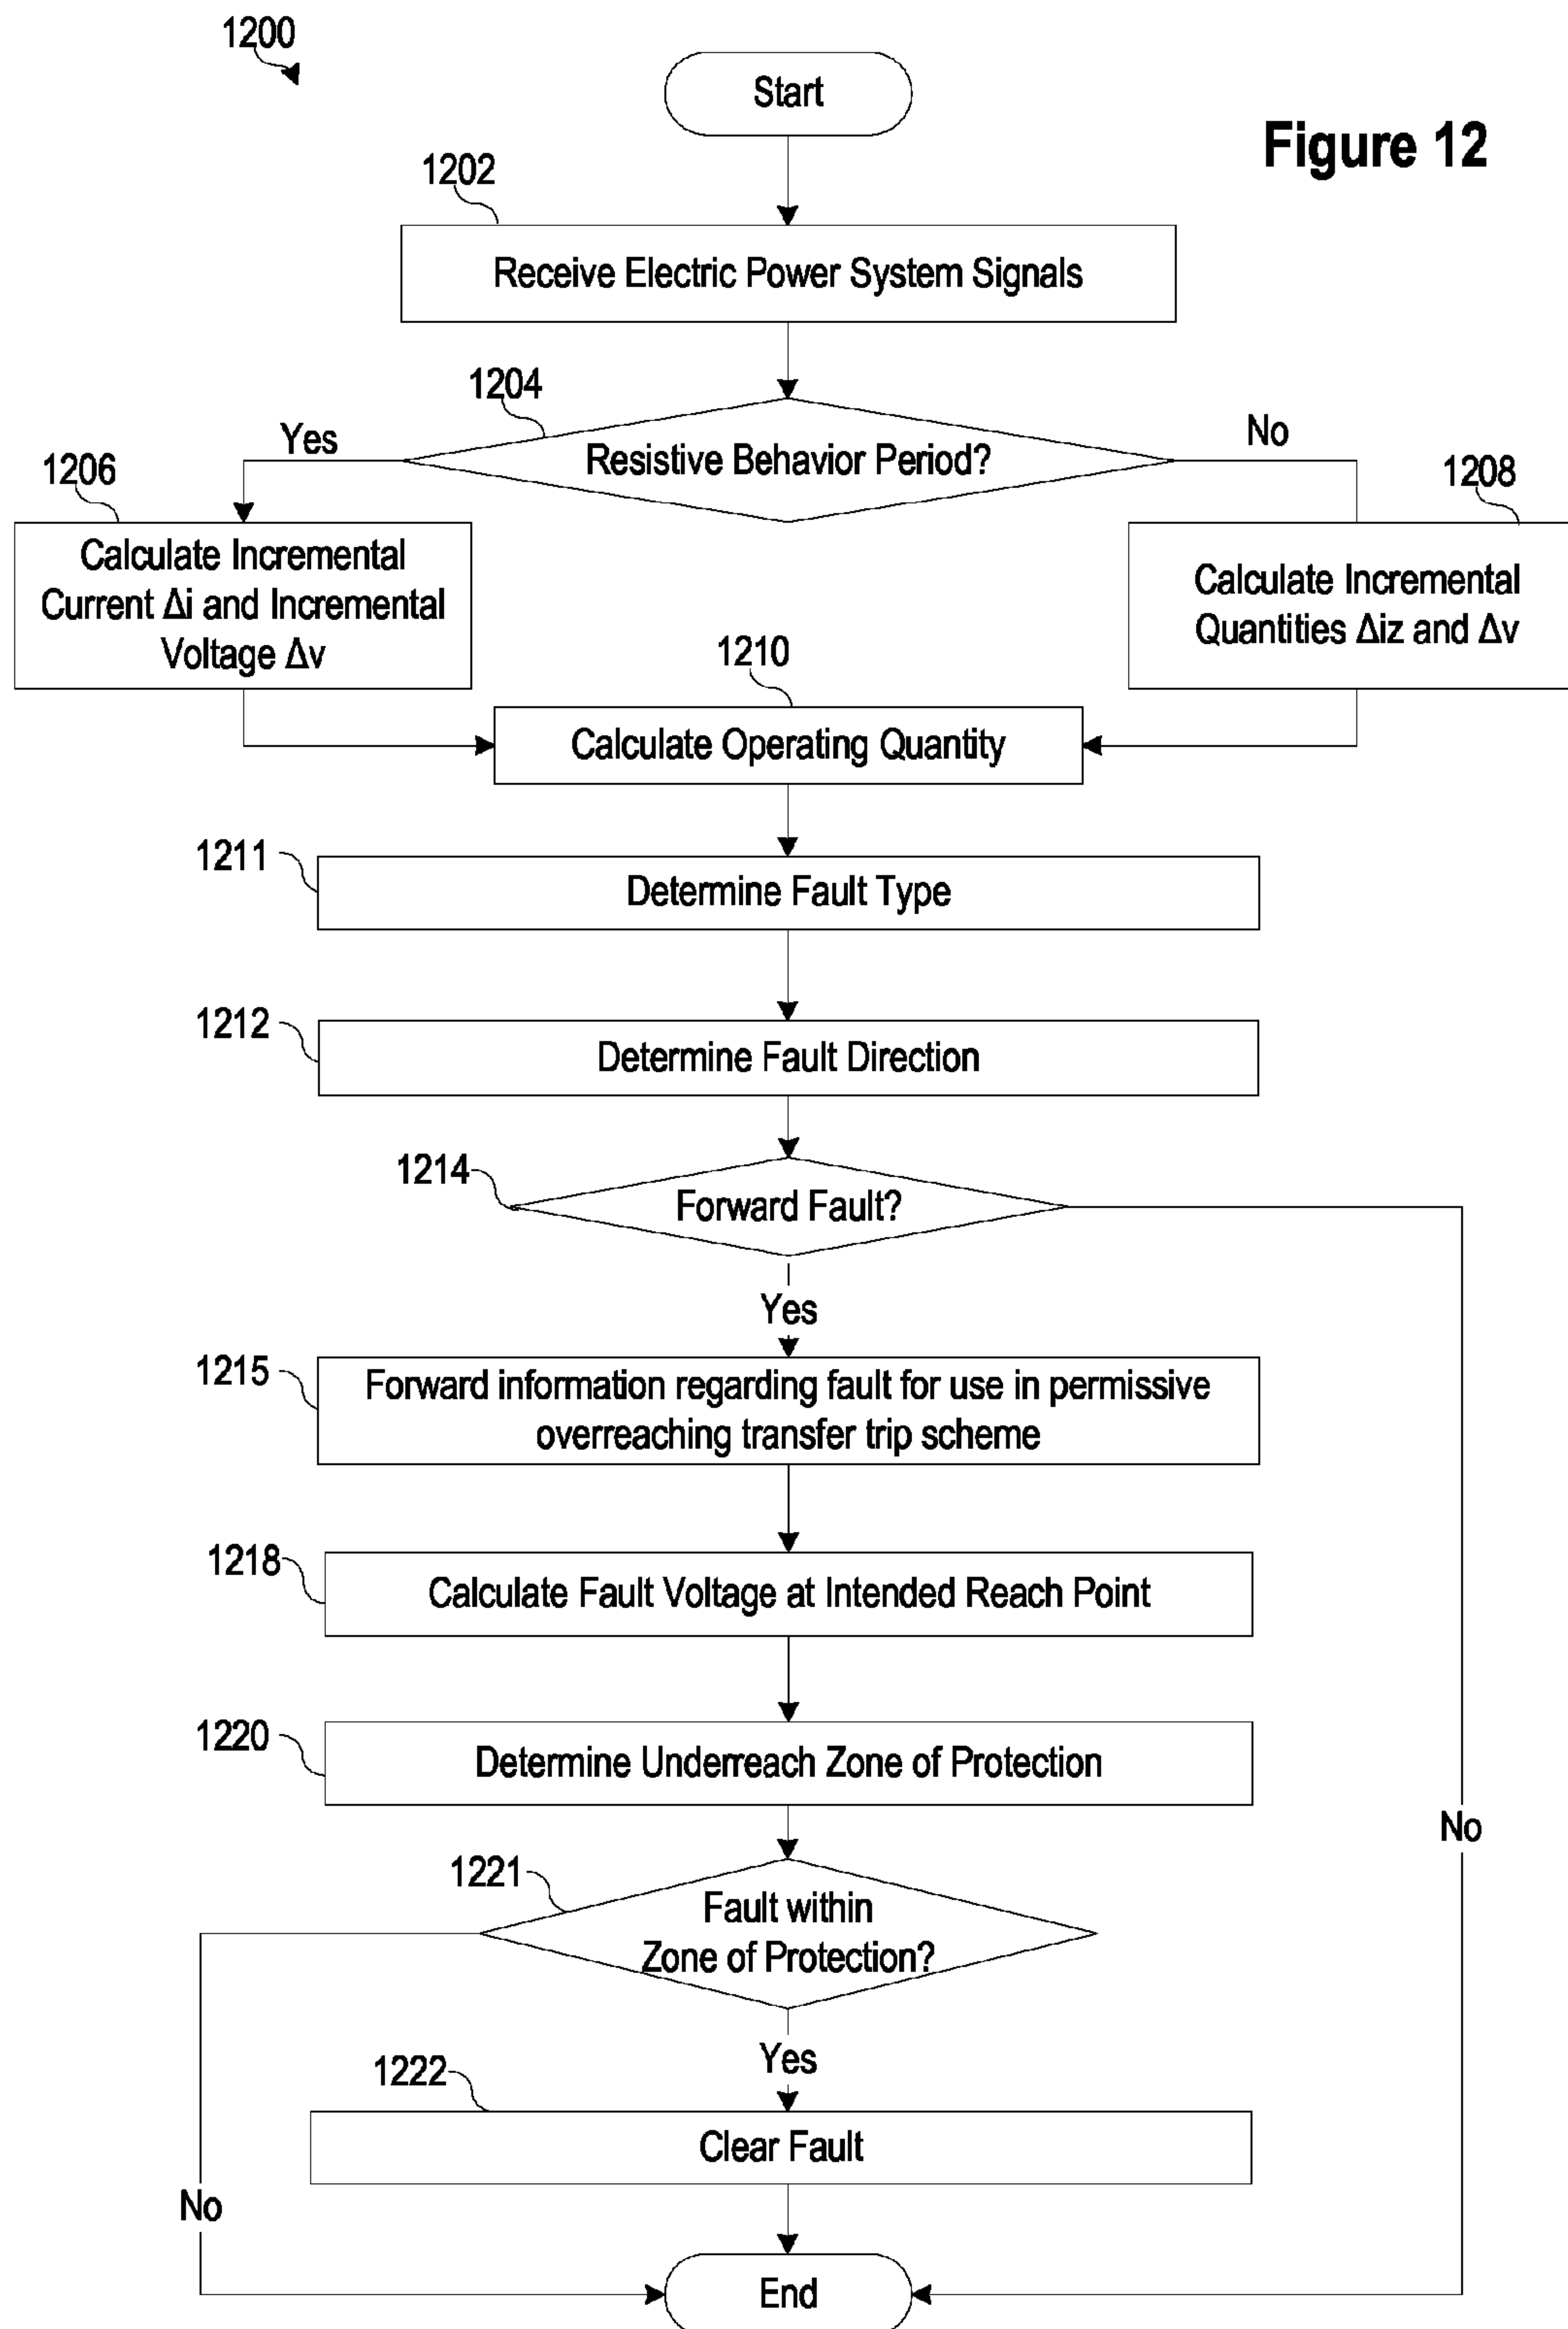 1200
Start
Figure 12
1202
Receive Electric Power System Signals
1204
Resistive Behavior Period?
Yes
No
1206
Calculate Incremental
Current Δi and Incremental
Voltage Δv
1208
Calculate Incremental
Quantities Δiz and Δv
1210
Calculate Operating Quantity
1211
Determine Fault Type
1212
Determine Fault Direction
1214
Forward Fault?
Yes
1215
Forward information regarding fault for use in permissive
overreaching transfer trip scheme
1218
Calculate Fault Voltage at Intended Reach Point
1220
Determine Underreach Zone of Protection
No
1221
Fault within
Zone of Protection?
Yes
1222
Clear Fault
No
End